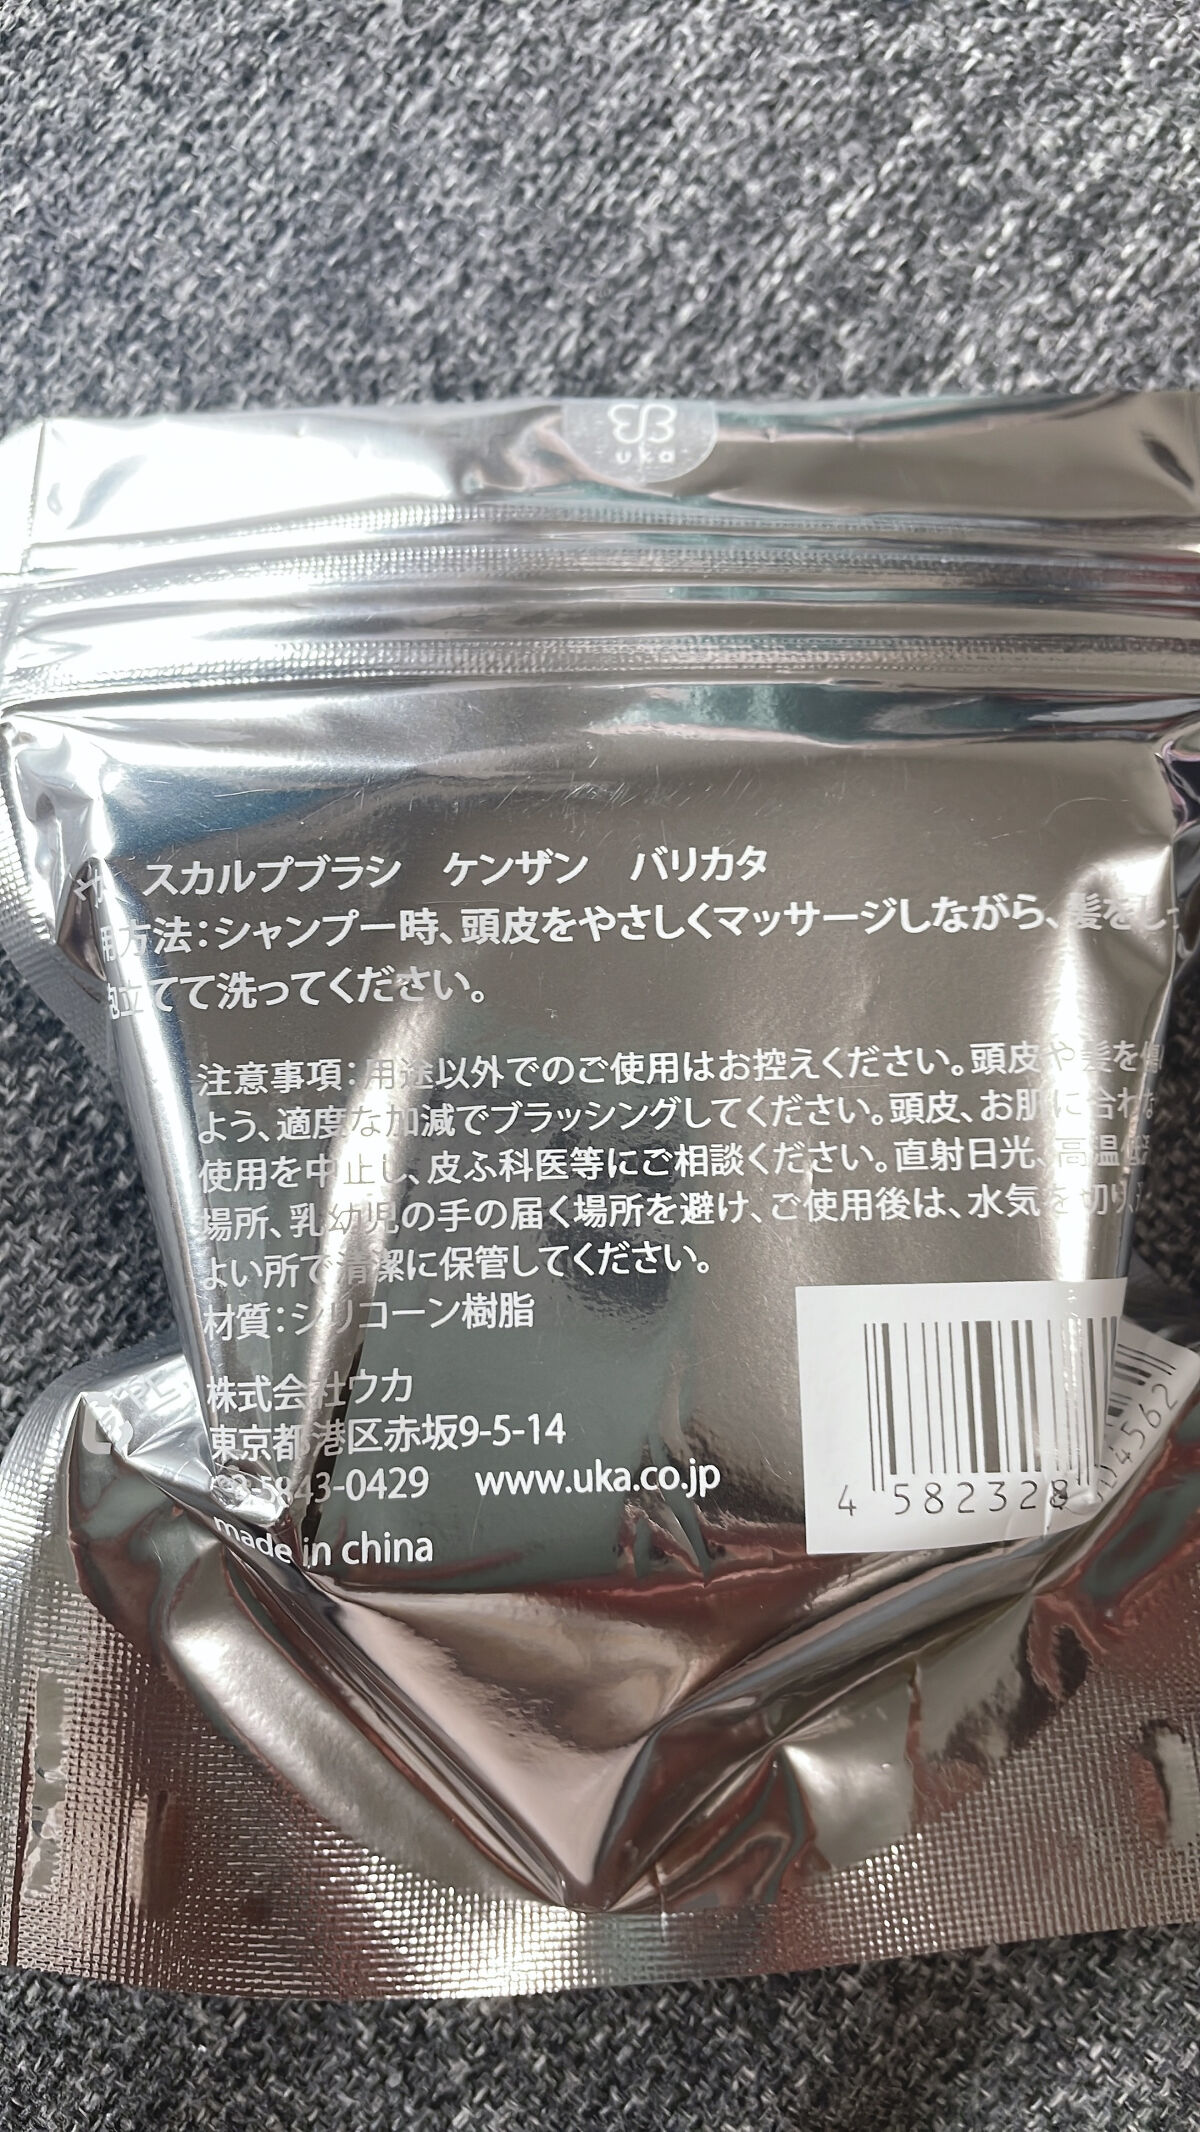 uka
スカルプブラシ ケンザン バリカタ
用方法：シャンプー時、頭皮をやさしくマッサージしながら、髪をし
泡立てて洗ってください。
注意事項：用途以外でのご使用はお控えください。頭皮や髪を傷
よう、適度な加減でブラッシングしてください。頭皮、お肌に合わな
使用を中止し、皮ふ科医等にご相談ください。直射日光、高温
場所、乳幼児の手の届く場所を避け、ご使用後は、水気を切り、
よい所で清潔に保管してください。
材質：シリコーン樹脂
株式会社ウカ
東京都港区赤坂9-5-14
03-5843-0429 www.uka.co.jp
made in china
4 582328 14562